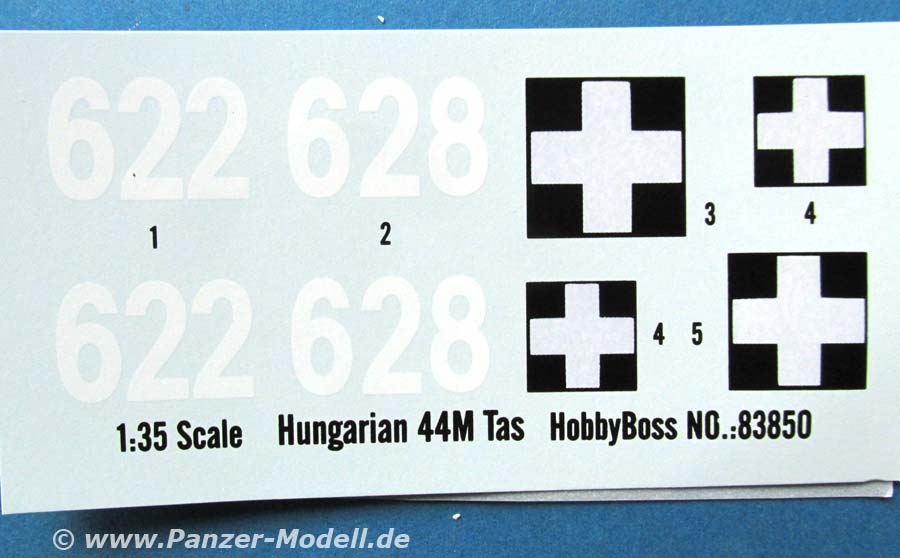 622 628
1 2 3 4
622 628 4 5
1:35 Scale Hungarian 44M Tas HobbyBoss NO.:83850
© www.Panzer-Modell.de